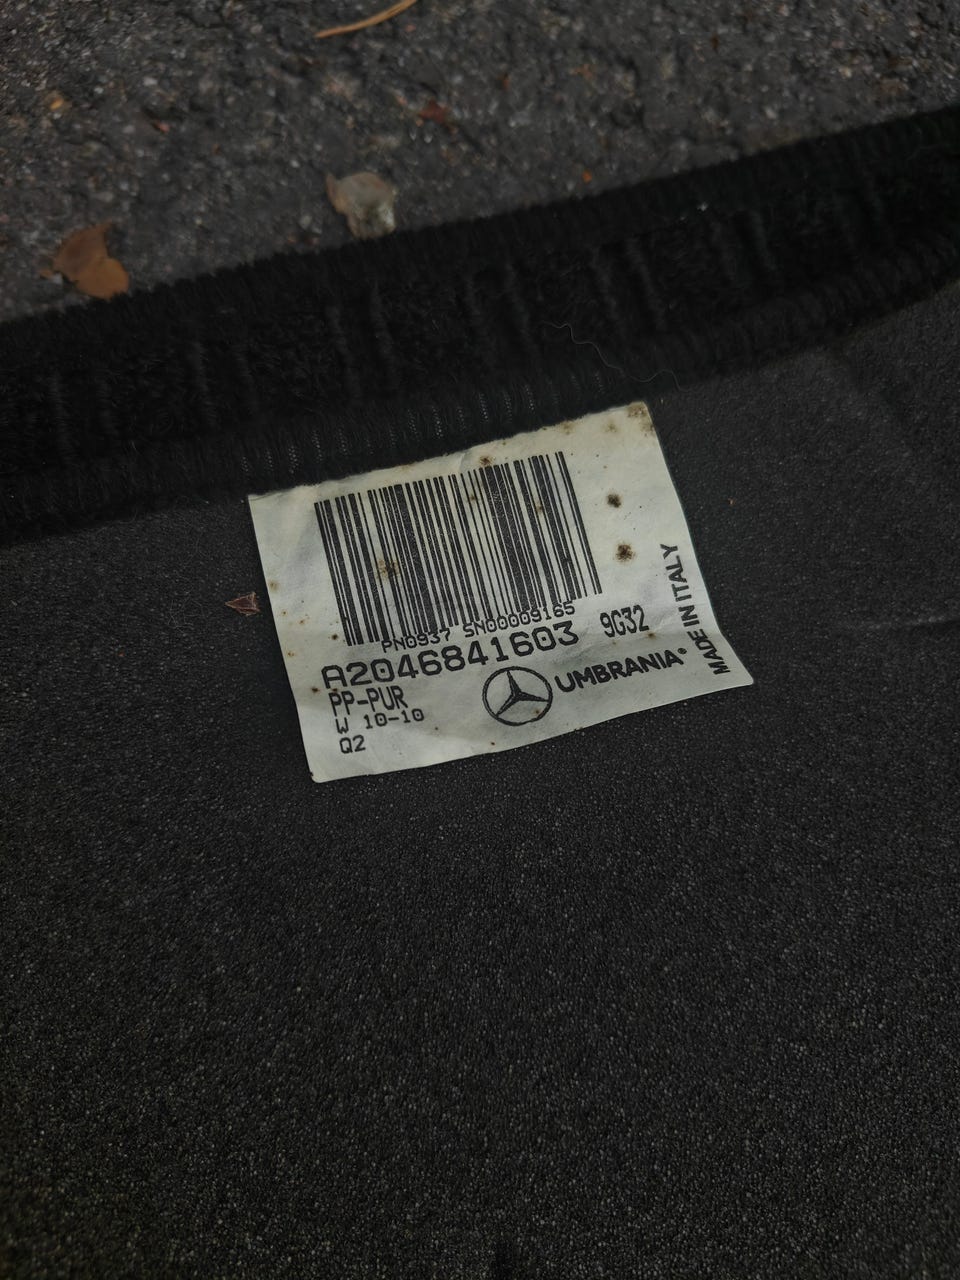 PN0937 SN00009165
A2046841603 9G32
PP-PUR
W 10-10
Q2
UMBRANIA®
MADE IN ITALY